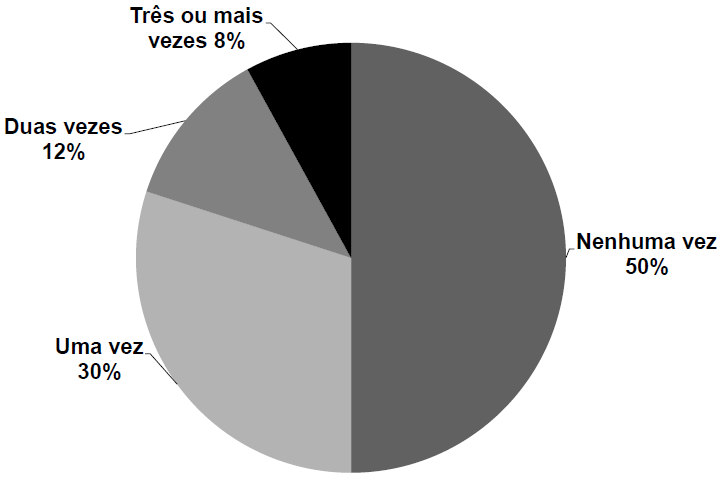 Três ou mais
vezes 8%
Duas vezes
12%
Nenhuma vez
50%
Uma vez
30%